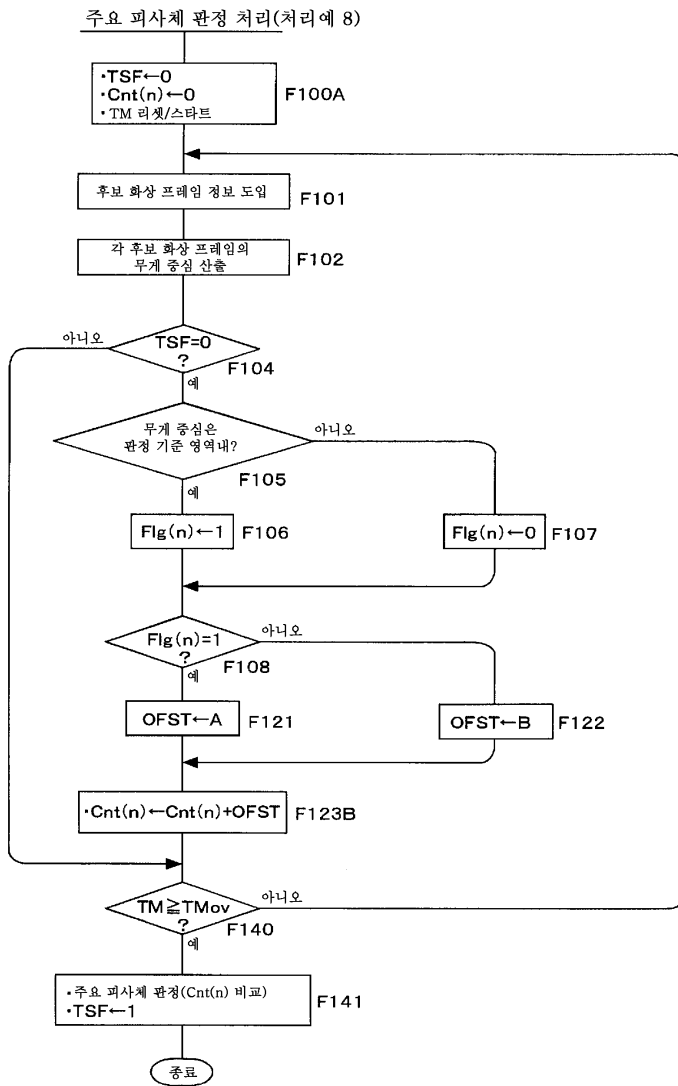 주요 피사체 판정 처리(처리예 8)
·TSF←0
·Cnt(n)←0
·TM 리셋/스타트
F100A
후보 화상 프레임 정보 도입
F101
각 후보 화상 프레임의
무게 중심 산출
F102
아니오
TSF=0
?
F104
예
무게 중심은
판정 기준 영역내?
아니오
F105
예
Flg(n)←1
F106
Flg(n)←0
F107
Flg(n)=1
?
아니오
F108
예
OFST←A
F121
OFST←B
F122
·Cnt(n)←Cnt(n)+OFST
F123B
TM≧TMov
?
아니오
F140
예
·주요 피사체 판정(Cnt(n) 비교)
·TSF←1
F141
종료